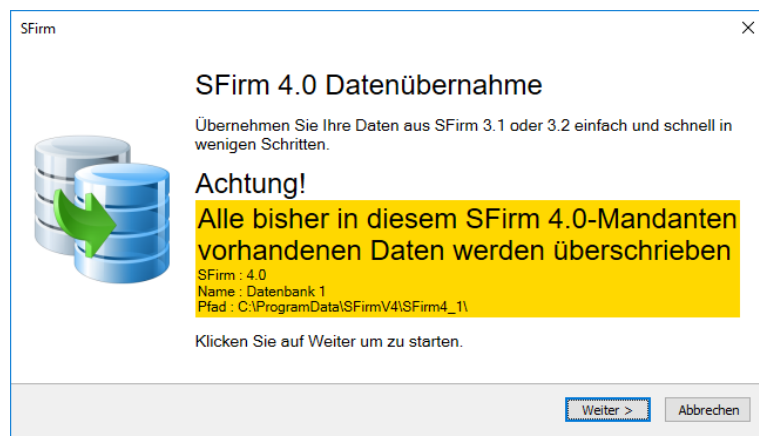 SFirm
SFirm 4.0 Datenübernahme
Übernehmen Sie Ihre Daten aus SFirm 3.1 oder 3.2 einfach und schnell in
wenigen Schritten.
Achtung!
Alle bisher in diesem SFirm 4.0-Mandanten
vorhandenen Daten werden überschrieben
SFirm : 4.0
Name : Datenbank 1
Pfad : C:\ProgramData\SFirmV4\SFirm4_1\
Klicken Sie auf Weiter um zu starten.
Weiter >
Abbrechen